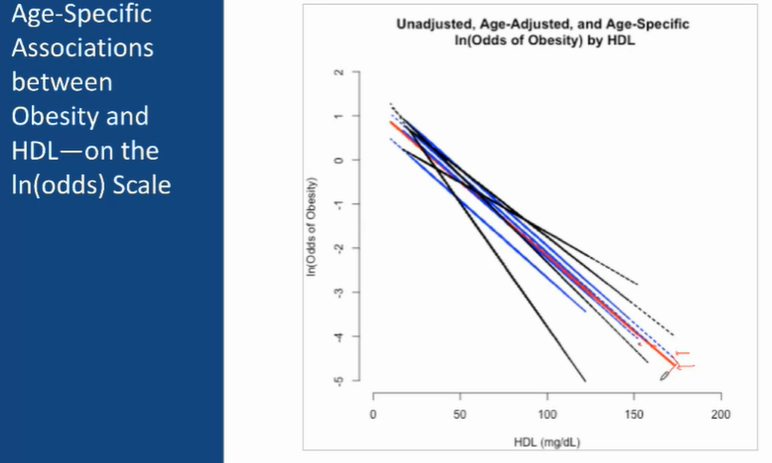 Age-Specific
Associations
between
Obesity and
HDL—on the
ln(odds) Scale
Unadjusted, Age-Adjusted, and Age-Specific
ln(Odds of Obesity) by HDL
ln(Odds of Obesity)
2
1
0
-1
-2
-3
-4
-5
0 50 100 150 200
HDL (mg/dL)